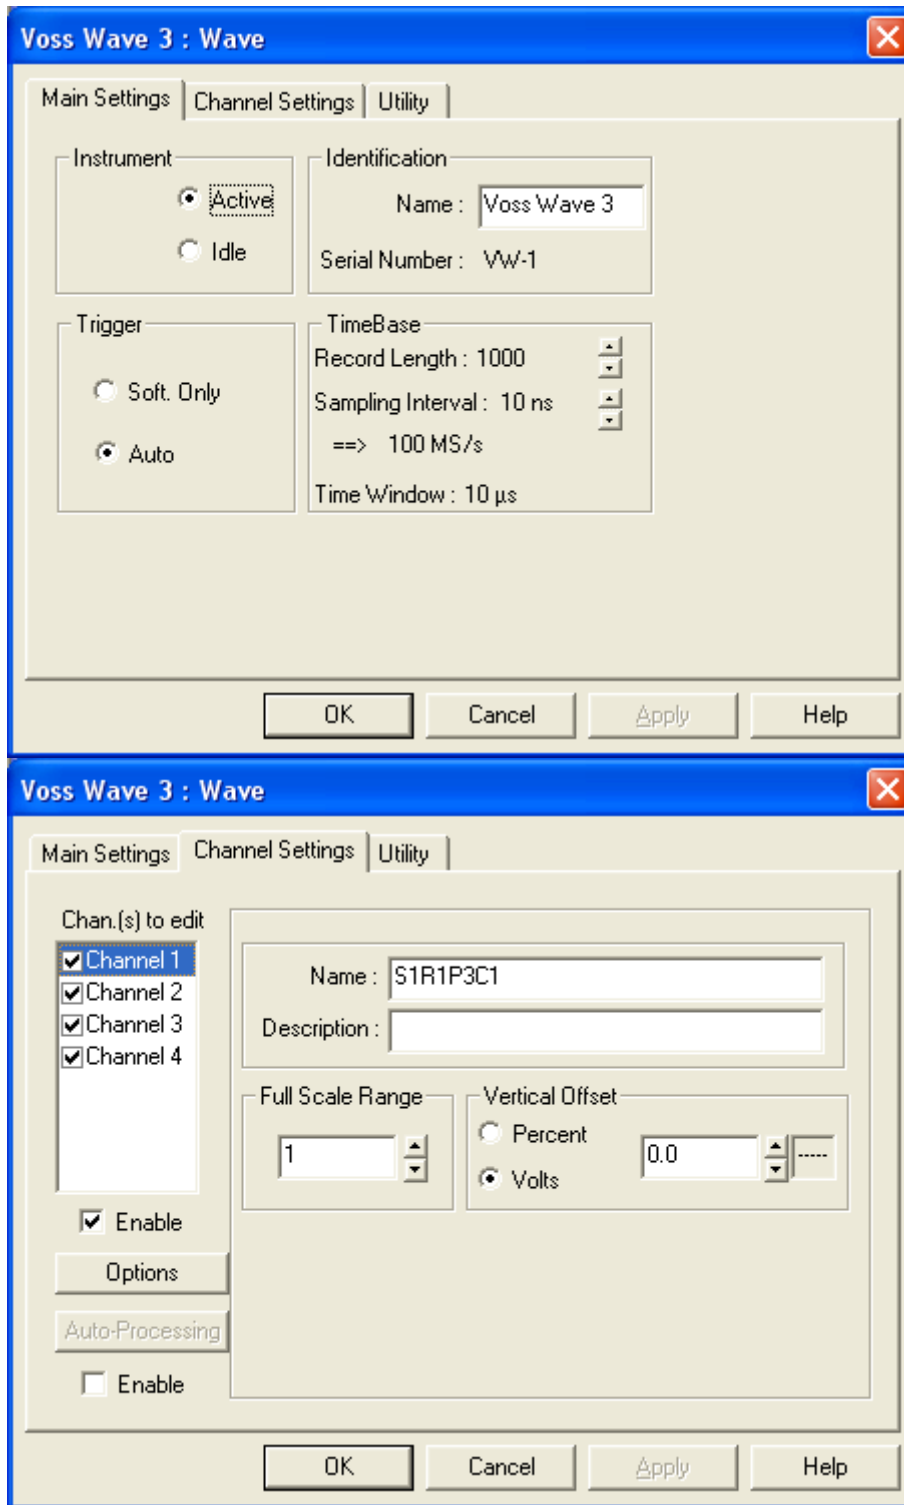 Voss Wave 3 : Wave
Main Settings Channel Settings Utility
Instrument
Active
Idle
Identification
Name : Voss Wave 3
Serial Number : VW-1
Trigger
Soft. Only
Auto
TimeBase
Record Length : 1000
Sampling Interval : 10 ns
==> 100 MS/s
Time Window : 10 µs
OK Cancel Apply Help
Voss Wave 3 : Wave
Main Settings Channel Settings Utility
Chan.(s) to edit
Channel 1
Channel 2
Channel 3
Channel 4
Enable
Options
Auto-Processing
Enable
Name : S1R1P3C1
Description :
Full Scale Range
1
Vertical Offset
Percent
Volts
0.0 -----
OK Cancel Apply Help